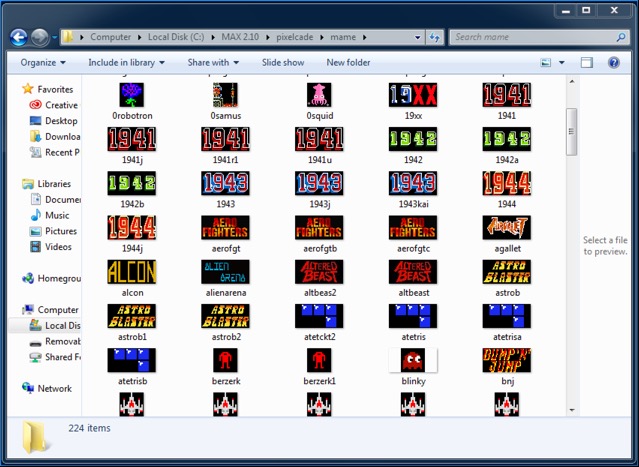 Computer ▸ Local Disk (C:) ▸ MAX 2.10 ▸ pixelcade ▸ mame ▸
Search mame
Organize Include in library Share with Slide show New folder
Favorites
Creative
Desktop
Downloa
Recent P
Libraries
Documen
Music
Pictures
Videos
Homegrou
Computer
Local Disk
Removab
Shared Fo
Network
19XX 1941
0robotron 0samus 0squid 19xx 1941
1941 1941 1941 1942 1942
1941j 1941r1 1941u 1942 1942a
1942 1943 1943 1943 1944
1942b 1943 1943j 1943kai 1944
1944 AERO FIGHTERS AERO FIGHTERS AERO FIGHTERS
1944j aerofgt aerofgtb aerofgtc agallet
ALCON ALIEN ARENA ALTERED BEAST ALTERED BEAST ASTRO BLASTER
alcon alienarena altbeas2 altbeast astrob
ASTRO BLASTER ASTRO BLASTER
astrob1 astrob2 atetckt2 atetris atetrisa
BUMP 'N' JUMP
atetrisb berzerk berzerk1 blinky bnj
Select a file
to preview.
224 items